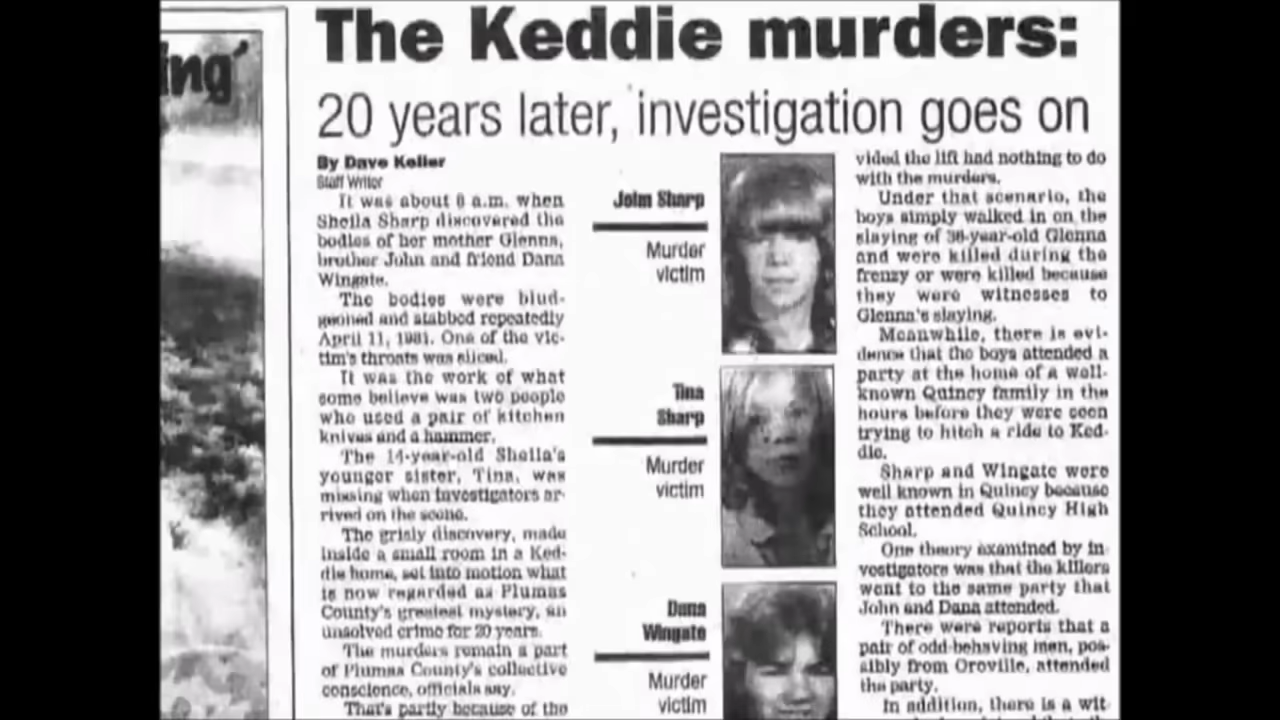 ing'
The Keddie murders:
20 years later, investigation goes on
By Dave Keller
Staff Writer
It was about 8 a.m. when
Sheila Sharp discovered the
bodies of her mother Glenna,
brother John and friend Dana
Wingate.
The bodies were blud-
geoned and stabbed repeatedly
April 11, 1981. One of the vic-
tim's throats was sliced.
It was the work of what
some believe was two people
who used a pair of kitchen
knives and a hammer.
The 14-year-old Sheila's
younger sister, Tina, was
missing when investigators ar-
rived on the scene.
The grisly discovery, made
inside a small room in a Ked-
die home, set into motion what
is now regarded as Plumas
County's greatest mystery, an
unsolved crime for 20 years.
The murders remain a part
of Plumas County's collective
conscience, officials say.
That's partly because of the
John Sharp
Murder
victim
Tina
Sharp
Murder
victim
Dana
Wingate
Murder
victim
vided the lift had nothing to do
with the murders.
Under that scenario, the
boys simply walked in on the
slaying of 36-year-old Glenna
and were killed during the
frenzy or were killed because
they were witnesses to
Glenna's slaying.
Meanwhile, there is evi-
dence that the boys attended a
party at the home of a well-
known Quincy family in the
hours before they were seen
trying to hitch a ride to Ked-
die.
Sharp and Wingate were
well known in Quincy because
they attended Quincy High
School.
One theory examined by in-
vestigators was that the killers
went to the same party that
John and Dana attended.
There were reports that a
pair of odd-behaving men, pos-
sibly from Oroville, attended
the party.
In addition, there is a wit-